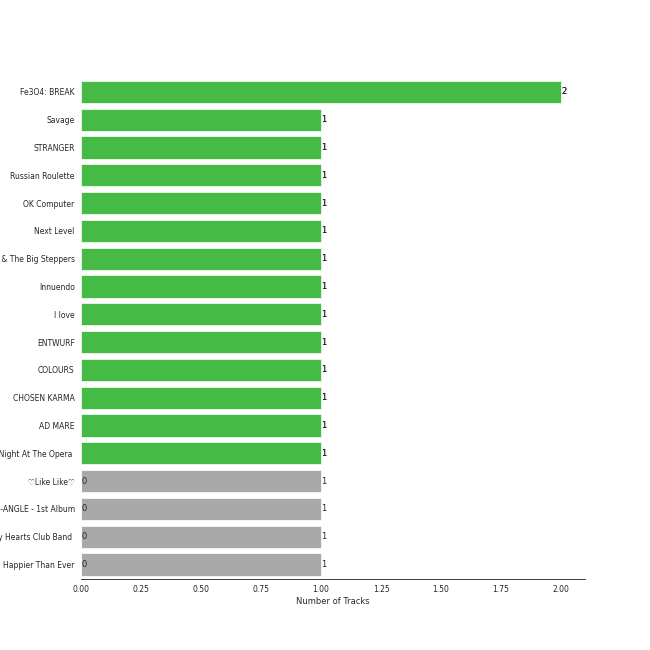 Fe3O4: BREAK 2
Savage 1
STRANGER 1
Russian Roulette 1
OK Computer 1
Next Level 1
& The Big Steppers 1
Innuendo 1
I love 1
ENTWURF 1
COLOURS 1
CHOSEN KARMA 1
AD MARE 1
Night At The Opera 1
♡Like Like♡ 0 1
-ANGLE - 1st Album 0 1
y Hearts Club Band 0 1
Happier Than Ever 0 1
0.00 0.25 0.50 0.75 1.00 1.25 1.50 1.75 2.00
Number of Tracks